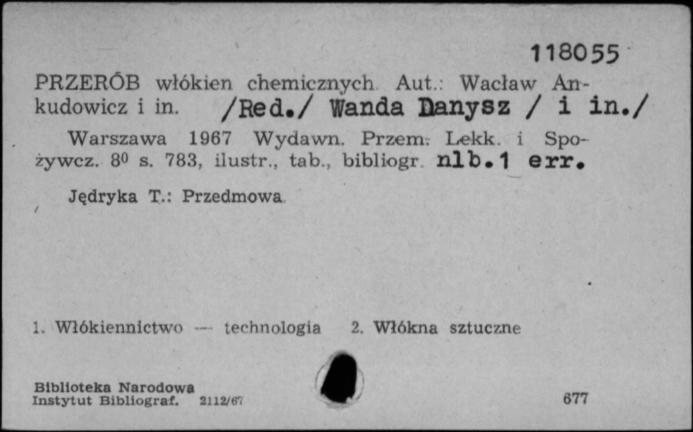 118055
PRZERÓB włókien chemicznych. Aut.: Wacław An-
kudowicz i in. /Red./ Wanda Danysz / i in./
Warszawa 1967 Wydawn. Przem. Lekk. i Spo-
żywcz. 8⁰ s. 783, ilustr., tab., bibliogr. nlb.1 err.
Jędryka T.: Przedmowa.
1. Włókiennictwo — technologia 2. Włókna sztuczne
Biblioteka Narodowa
Instytut Bibliograf. 2112/67 677